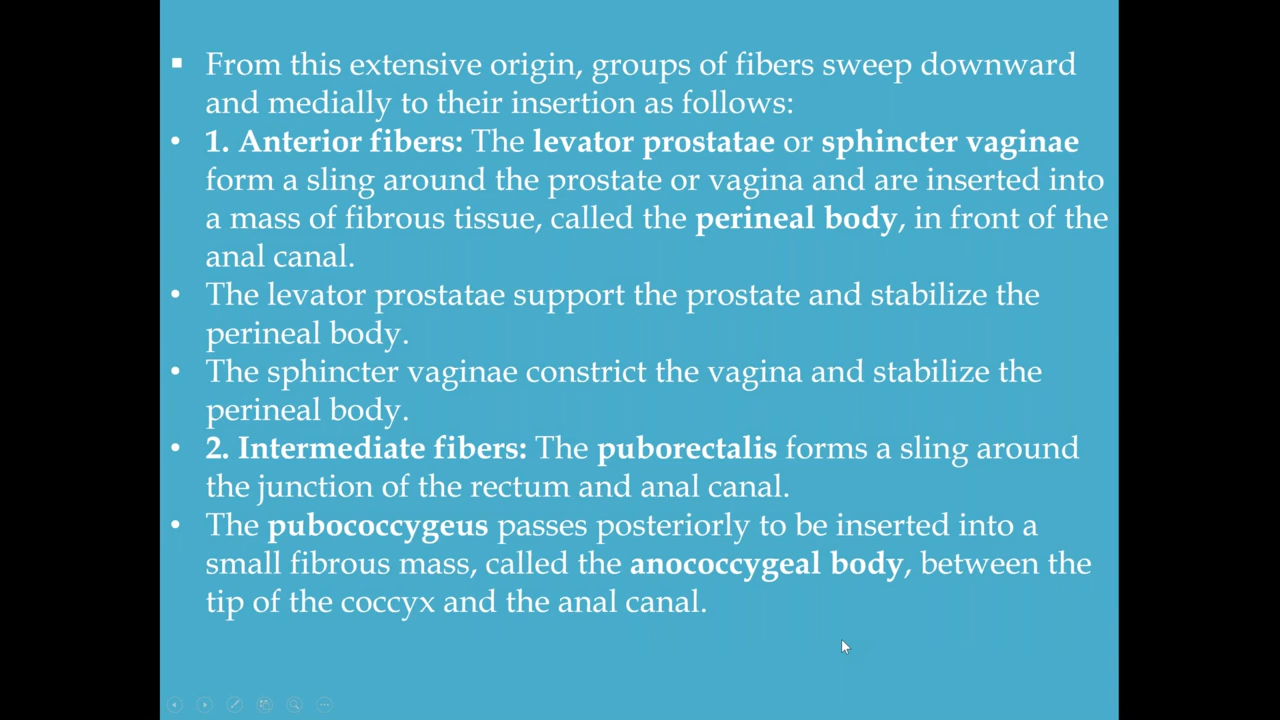 ▪ From this extensive origin, groups of fibers sweep downward
and medially to their insertion as follows:
• 1. Anterior fibers: The levator prostatae or sphincter vaginae
form a sling around the prostate or vagina and are inserted into
a mass of fibrous tissue, called the perineal body, in front of the
anal canal.
• The levator prostatae support the prostate and stabilize the
perineal body.
• The sphincter vaginae constrict the vagina and stabilize the
perineal body.
• 2. Intermediate fibers: The puborectalis forms a sling around
the junction of the rectum and anal canal.
• The pubococcygeus passes posteriorly to be inserted into a
small fibrous mass, called the anococcygeal body, between the
tip of the coccyx and the anal canal.